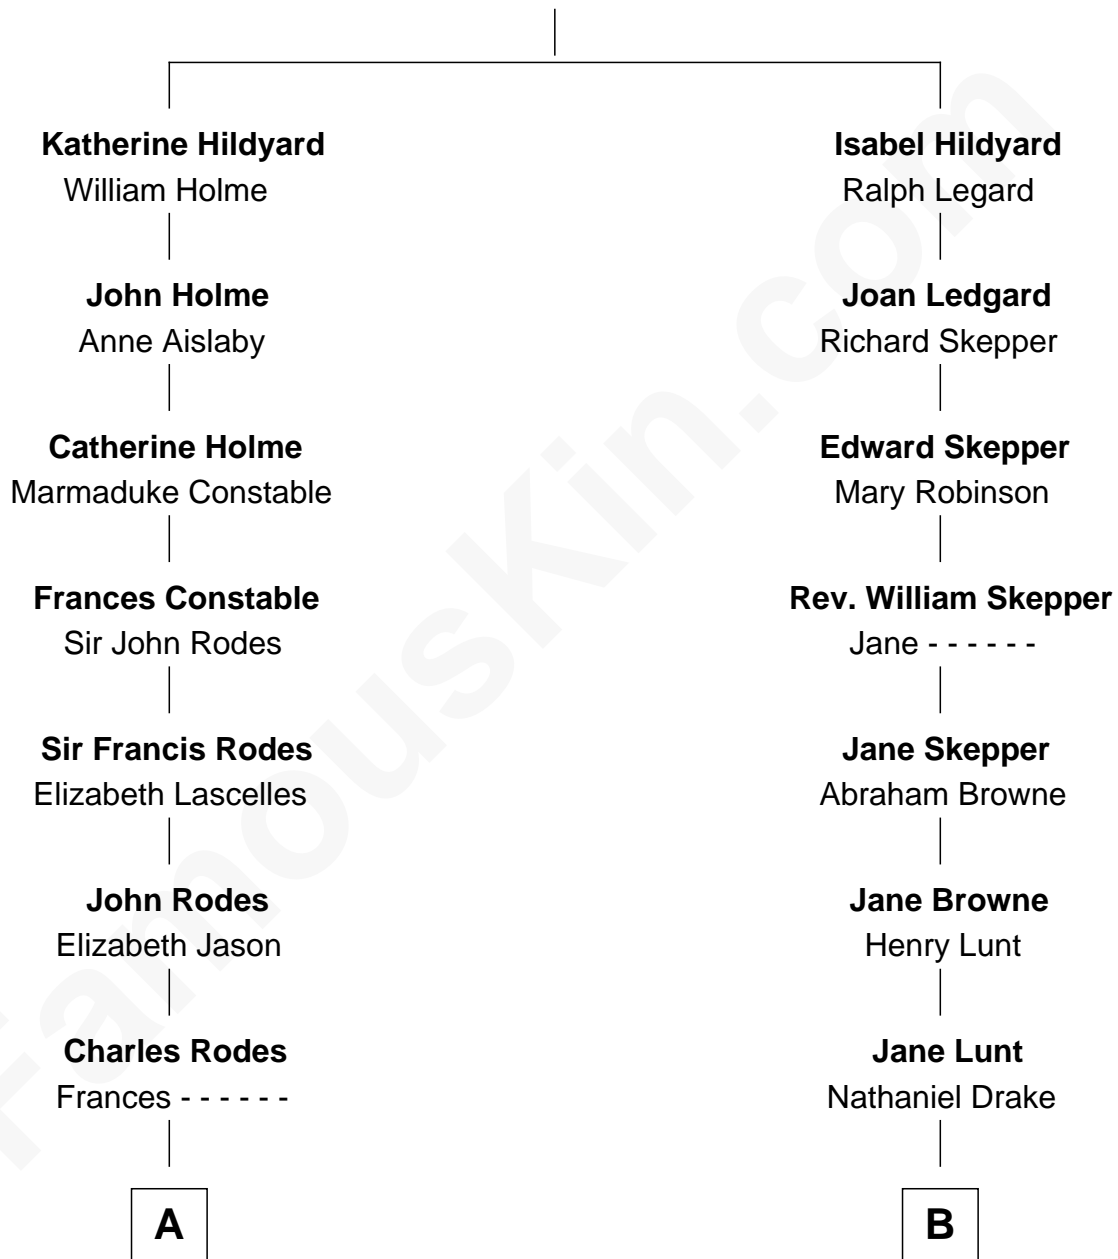 Katherine Hildyard
William Holme
John Holme
Anne Aislaby
Catherine Holme
Marmaduke Constable
Frances Constable
Sir John Rodes
Sir Francis Rodes
Elizabeth Lascelles
John Rodes
Elizabeth Jason
Charles Rodes
Frances - - - - - -
A
Isabel Hildyard
Ralph Legard
Joan Ledgard
Richard Skepper
Edward Skepper
Mary Robinson
Rev. William Skepper
Jane - - - - - -
Jane Skepper
Abraham Browne
Jane Browne
Henry Lunt
Jane Lunt
Nathaniel Drake
B
FamousKin.com